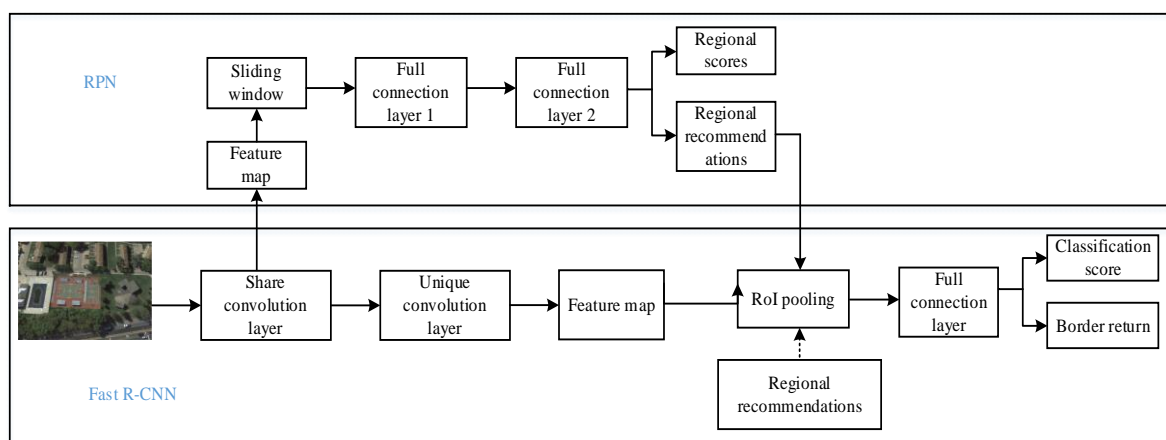 RPN
Sliding
window
Full
connection
layer 1
Full
connection
layer 2
Regional
scores
Regional
recommend
ations
Feature
map
Share
convolution
layer
Unique
convolution
layer
Feature map
RoI pooling
Full
connection
layer
Classification
score
Border return
Regional
recommendations
Fast R-CNN